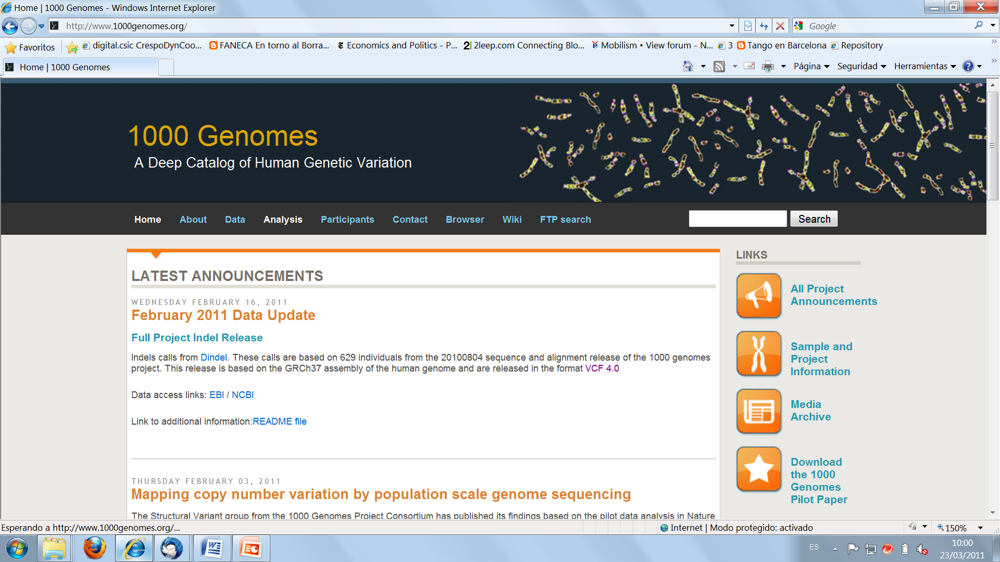 Home | 1000 Genomes - Windows Internet Explorer
http://www.1000genomes.org/
Google
Favoritos
digital.csic CrespoDynCoo...
FANECA En torno al Borra...
Economics and Politics - P...
2leep.com Connecting Blo...
Mobilism • View forum - N...
3
Tango en Barcelona
Repository
Home | 1000 Genomes
Página
Seguridad
Herramientas
1000 Genomes
A Deep Catalog of Human Genetic Variation
Home About Data Analysis Participants Contact Browser Wiki FTP search
Search
LATEST ANNOUNCEMENTS
WEDNESDAY FEBRUARY 16, 2011
February 2011 Data Update
Full Project Indel Release
Indels calls from Dindel. These calls are based on 629 individuals from the 20100804 sequence and alignment release of the 1000 genomes
project. This release is based on the GRCh37 assembly of the human genome and are released in the format VCF 4.0
Data access links: EBI / NCBI
Link to additional information:README file
THURSDAY FEBRUARY 03, 2011
Mapping copy number variation by population scale genome sequencing
The Structural Variant group from the 1000 Genomes Project Consortium has published its findings based on the pilot data analysis in Nature
LINKS
All Project
Announcements
Sample and
Project
Information
Media
Archive
Download
the 1000
Genomes
Pilot Paper
Esperando a http://www.1000genomes.org/...
Internet | Modo protegido: activado
150%
ES
10:00
23/03/2011